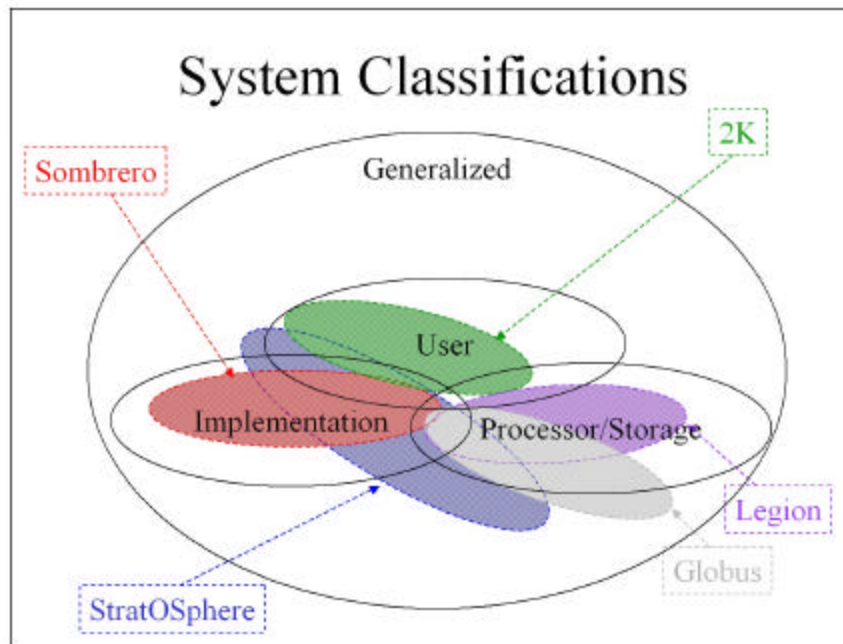 System Classifications
2K
Sombrero
Generalized
User
Implementation
Processor/Storage
Legion
Globus
StratOSphere